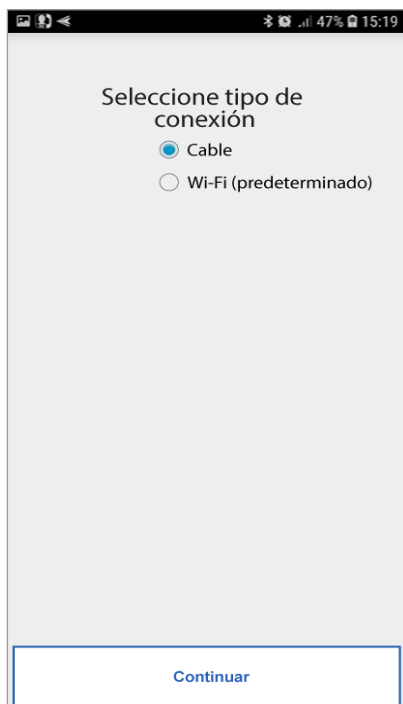 47% 15:19
Seleccione tipo de
conexión
Cable
Wi-Fi (predeterminado)
Continuar